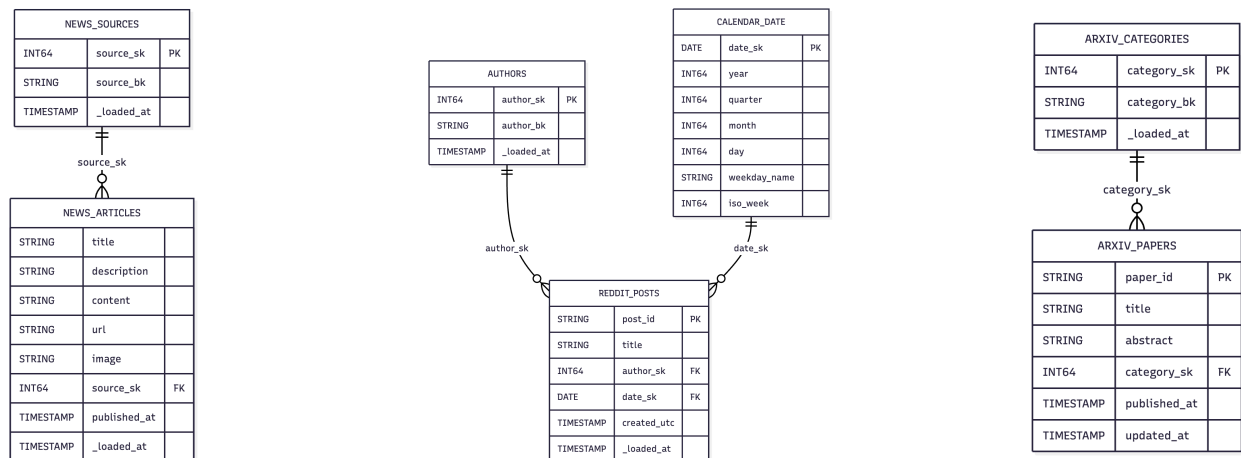 NEWS_SOURCES
INT64 source_sk PK
STRING source_bk
TIMESTAMP _loaded_at
source_sk
NEWS_ARTICLES
STRING title
STRING description
STRING content
STRING url
STRING image
INT64 source_sk FK
TIMESTAMP published_at
TIMESTAMP _loaded_at
AUTHORS
INT64 author_sk PK
STRING author_bk
TIMESTAMP _loaded_at
author_sk
CALENDAR_DATE
DATE date_sk PK
INT64 year
INT64 quarter
INT64 month
INT64 day
STRING weekday_name
INT64 iso_week
date_sk
REDDIT_POSTS
STRING post_id PK
STRING title
INT64 author_sk FK
DATE date_sk FK
TIMESTAMP created_utc
TIMESTAMP _loaded_at
ARXIV_CATEGORIES
INT64 category_sk PK
STRING category_bk
TIMESTAMP _loaded_at
category_sk
ARXIV_PAPERS
STRING paper_id PK
STRING title
STRING abstract
INT64 category_sk FK
TIMESTAMP published_at
TIMESTAMP updated_at